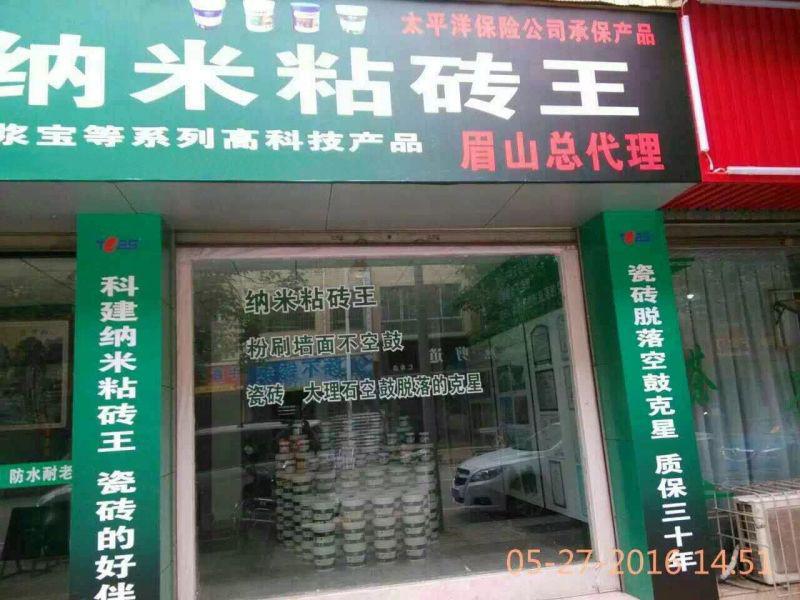 太平洋保险公司承保产品
纳米粘砖王
浆宝等系列高科技产品
眉山总代理
科建纳米粘砖王 瓷砖的好伴
纳米粘砖王
粉刷墙面不空鼓
瓷砖 大理石空鼓脱落的克星
瓷砖脱落空鼓克星 质保三十年
防水耐老
05-27-2016 14:51